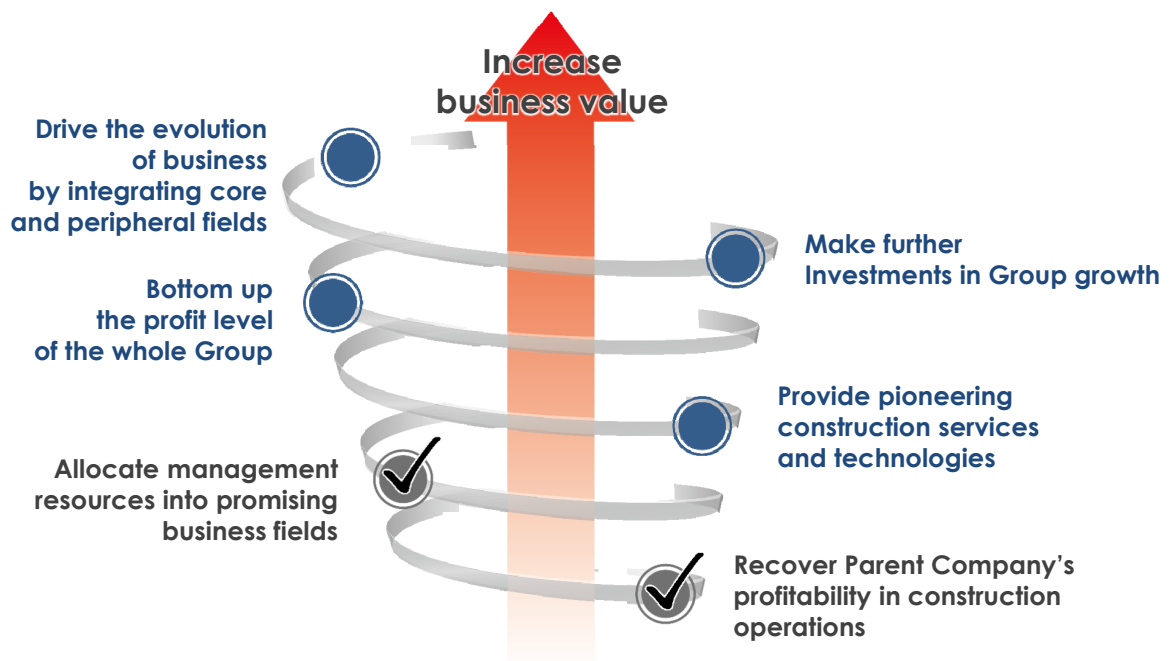 Increase
business value
Drive the evolution
of business
by integrating core
and peripheral fields
Make further
Investments in Group growth
Bottom up
the profit level
of the whole Group
Provide pioneering
construction services
and technologies
Allocate management
resources into promising
business fields
Recover Parent Company’s
profitability in construction
operations